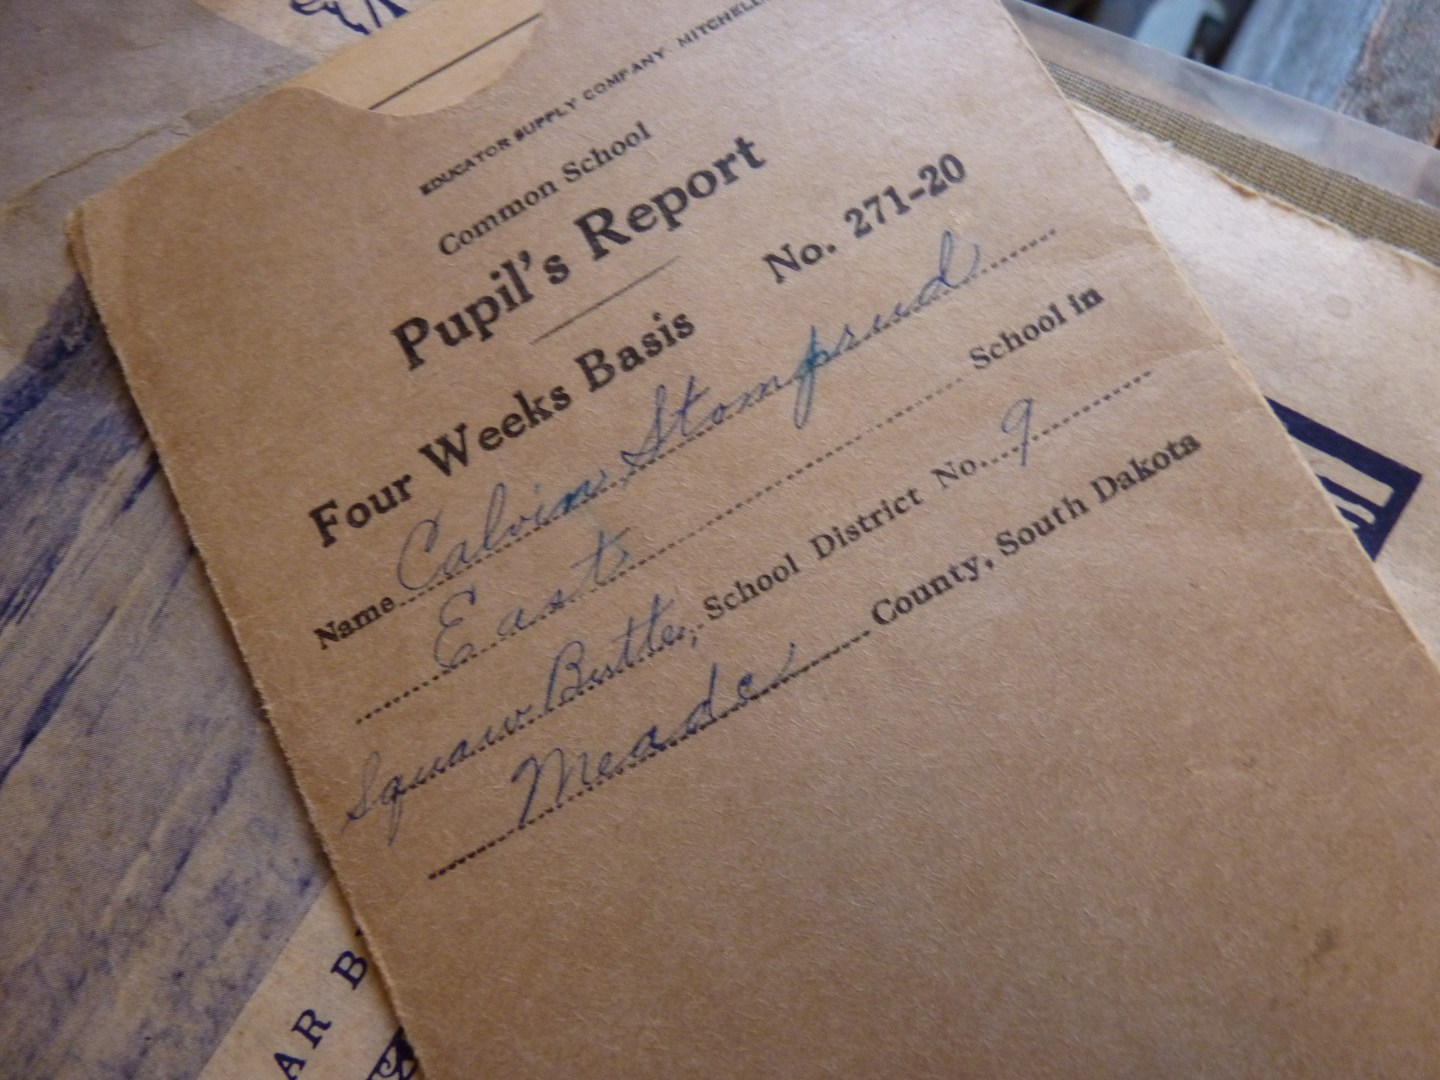 EDUCATOR SUPPLY COMPANY MITCHELL
Common School
Pupil's Report
Four Weeks Basis No. 271-20
Name Calvin Stomprud
East School in
Squaw Butte, School District No. 9
Meade County, South Dakota
AR B